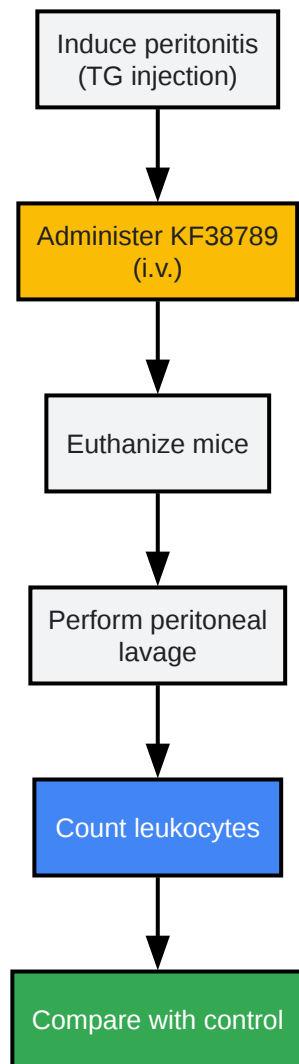 Induce peritonitis
(TG injection)
Administer KF38789
(i.v.)
Euthanize mice
Perform peritoneal
lavage
Count leukocytes
Compare with control